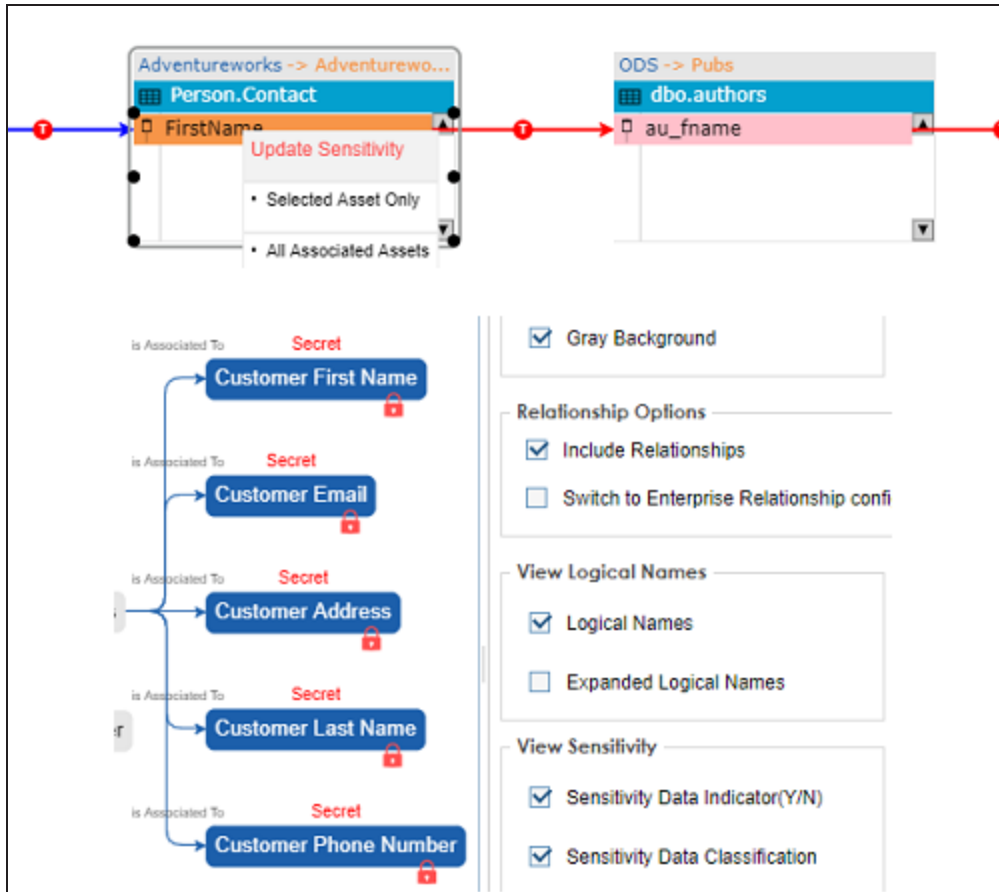 Adventureworks -> Adventurewo...
Person.Contact
T
FirstName
Update Sensitivity
• Selected Asset Only
• All Associated Assets
T
ODS -> Pubs
dbo.authors
au_fname
is Associated To
Secret
Customer First Name
is Associated To
Secret
Customer Email
is Associated To
Secret
Customer Address
is Associated To
Secret
Customer Last Name
is Associated To
Secret
Customer Phone Number
Gray Background
Relationship Options
Include Relationships
Switch to Enterprise Relationship confi
View Logical Names
Logical Names
Expanded Logical Names
View Sensitivity
Sensitivity Data Indicator(Y/N)
Sensitivity Data Classification